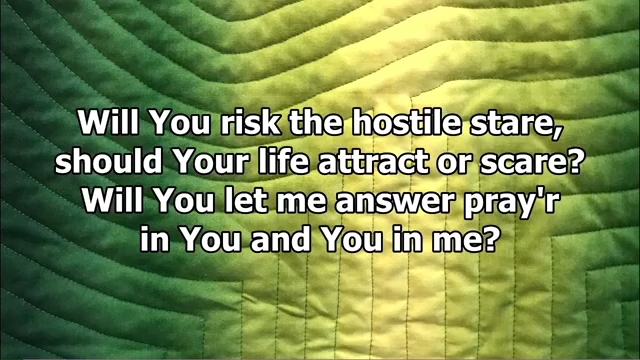 Will You risk the hostile stare,
should Your life attract or scare?
Will You let me answer pray'r
in You and You in me?